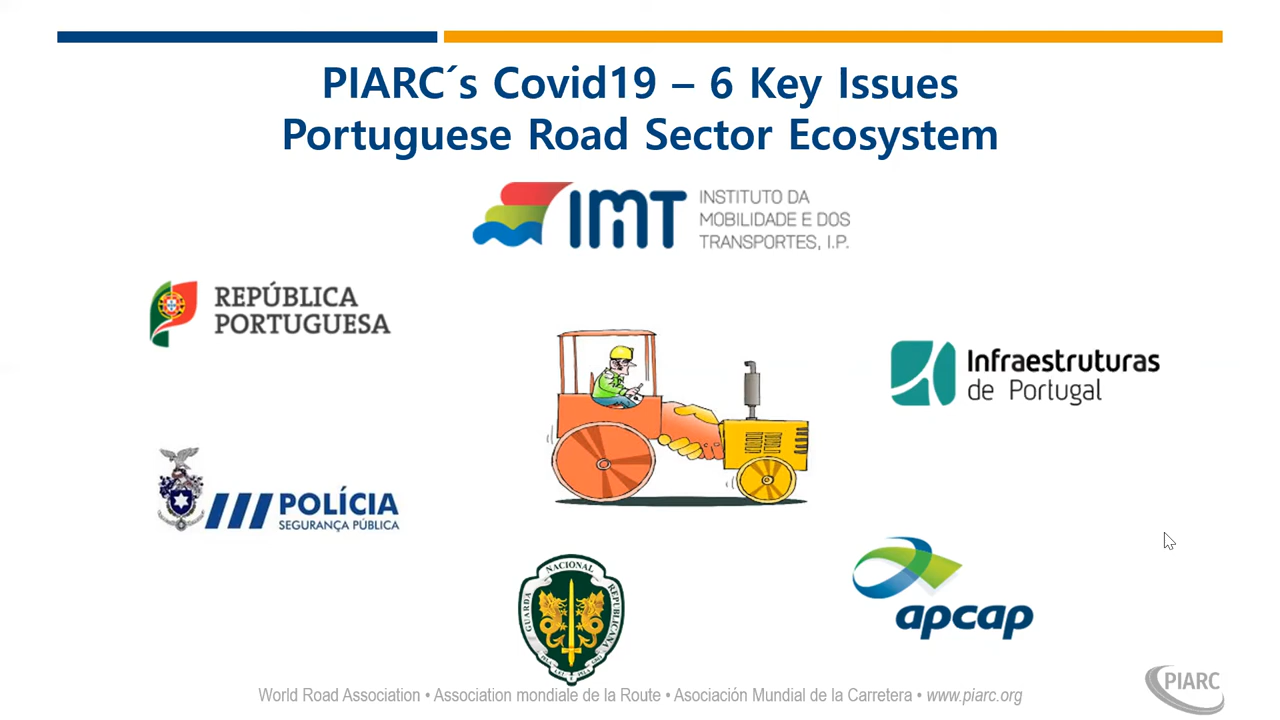 PIARC´s Covid19 – 6 Key Issues
Portuguese Road Sector Ecosystem
IMT
INSTITUTO DA
MOBILIDADE E DOS
TRANSPORTES, I.P.
REPÚBLICA
PORTUGUESA
Infraestruturas
de Portugal
POLÍCIA
SEGURANÇA PÚBLICA
GUARDA NACIONAL REPUBLICANA
apcap
World Road Association • Association mondiale de la Route • Asociación Mundial de la Carretera • www.piarc.org
PIARC